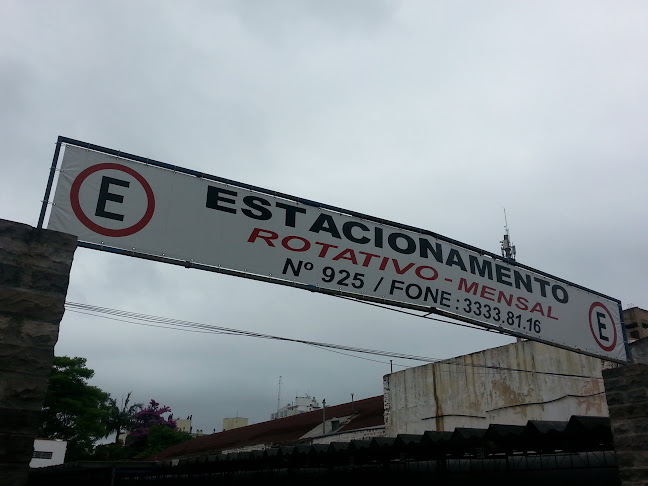 E
ESTACIONAMENTO
ROTATIVO - MENSAL
Nº 925 / FONE : 3333.81.16
E